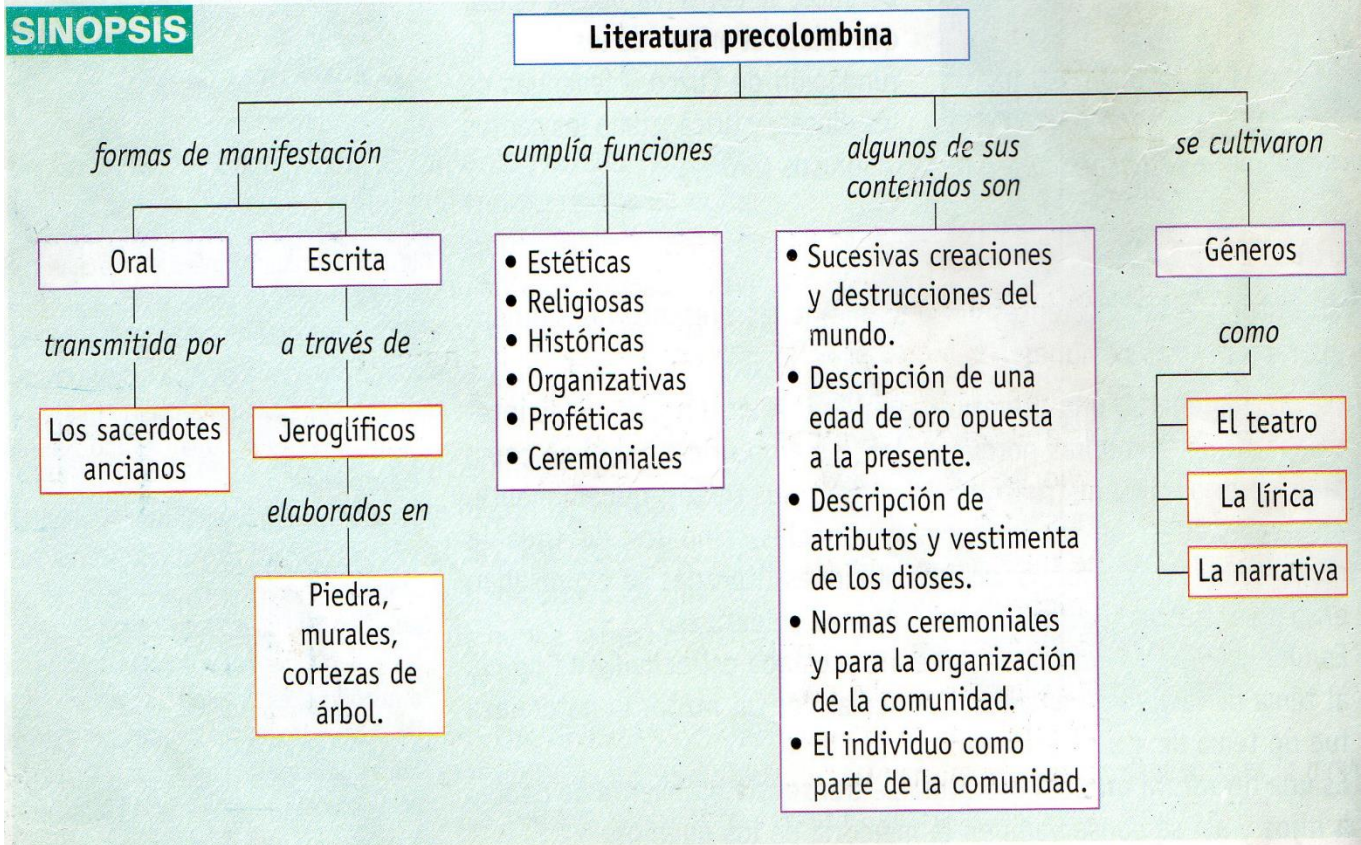 SINOPSIS
Literatura precolombina
formas de manifestación
Oral
transmitida por
Los sacerdotes
ancianos
Escrita
a través de
Jeroglíficos
elaborados en
Piedra,
murales,
cortezas de
árbol.
cumplía funciones
• Estéticas
• Religiosas
• Históricas
• Organizativas
• Proféticas
• Ceremoniales
algunos de sus
contenidos son
• Sucesivas creaciones
y destrucciones del
mundo.
• Descripción de una
edad de oro opuesta
a la presente.
• Descripción de
atributos y vestimenta
de los dioses.
• Normas ceremoniales
y para la organización
de la comunidad.
• El individuo como
parte de la comunidad.
se cultivaron
Géneros
como
El teatro
La lírica
La narrativa